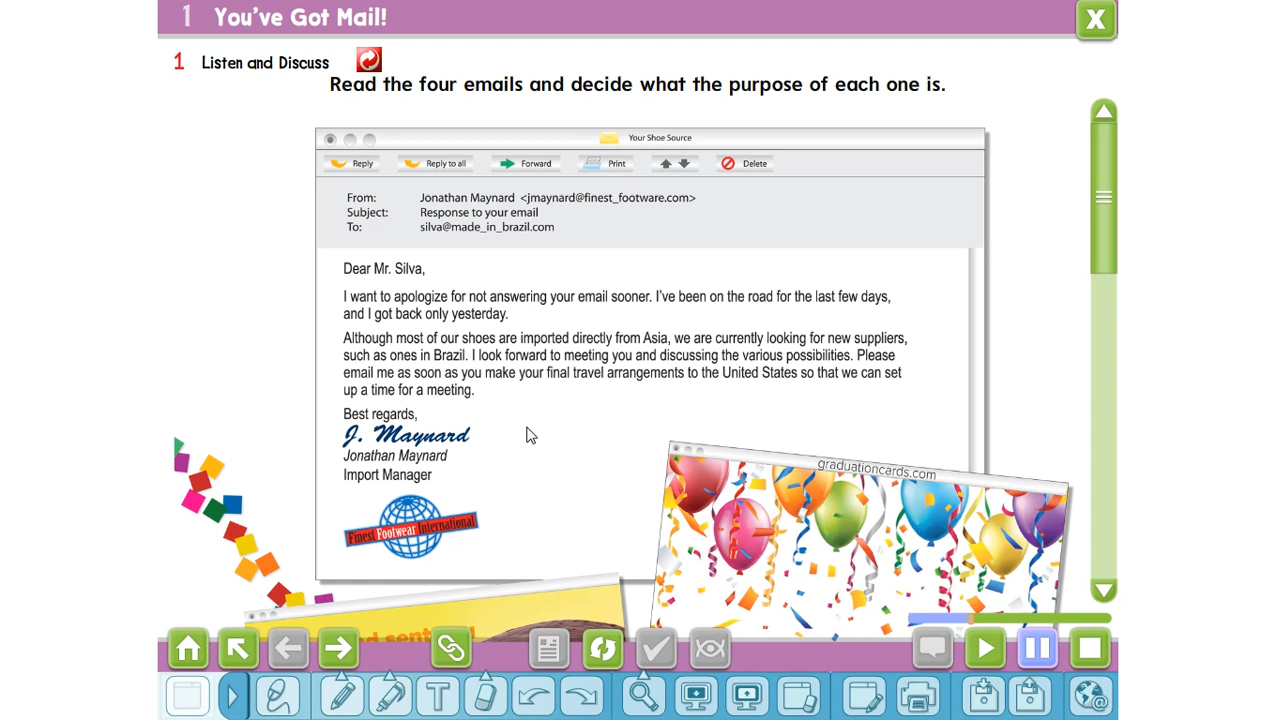 1 You've Got Mail!
X
1 Listen and Discuss
Read the four emails and decide what the purpose of each one is.
Your Shoe Source
Reply Reply to all Forward Print Delete
From: Jonathan Maynard <jmaynard@finest_footware.com>
Subject: Response to your email
To: silva@made_in_brazil.com
Dear Mr. Silva,
I want to apologize for not answering your email sooner. I've been on the road for the last few days,
and I got back only yesterday.
Although most of our shoes are imported directly from Asia, we are currently looking for new suppliers,
such as ones in Brazil. I look forward to meeting you and discussing the various possibilities. Please
email me as soon as you make your final travel arrangements to the United States so that we can set
up a time for a meeting.
Best regards,
J. Maynard
Jonathan Maynard
Import Manager
Finest Footwear International
graduationcards.com
T